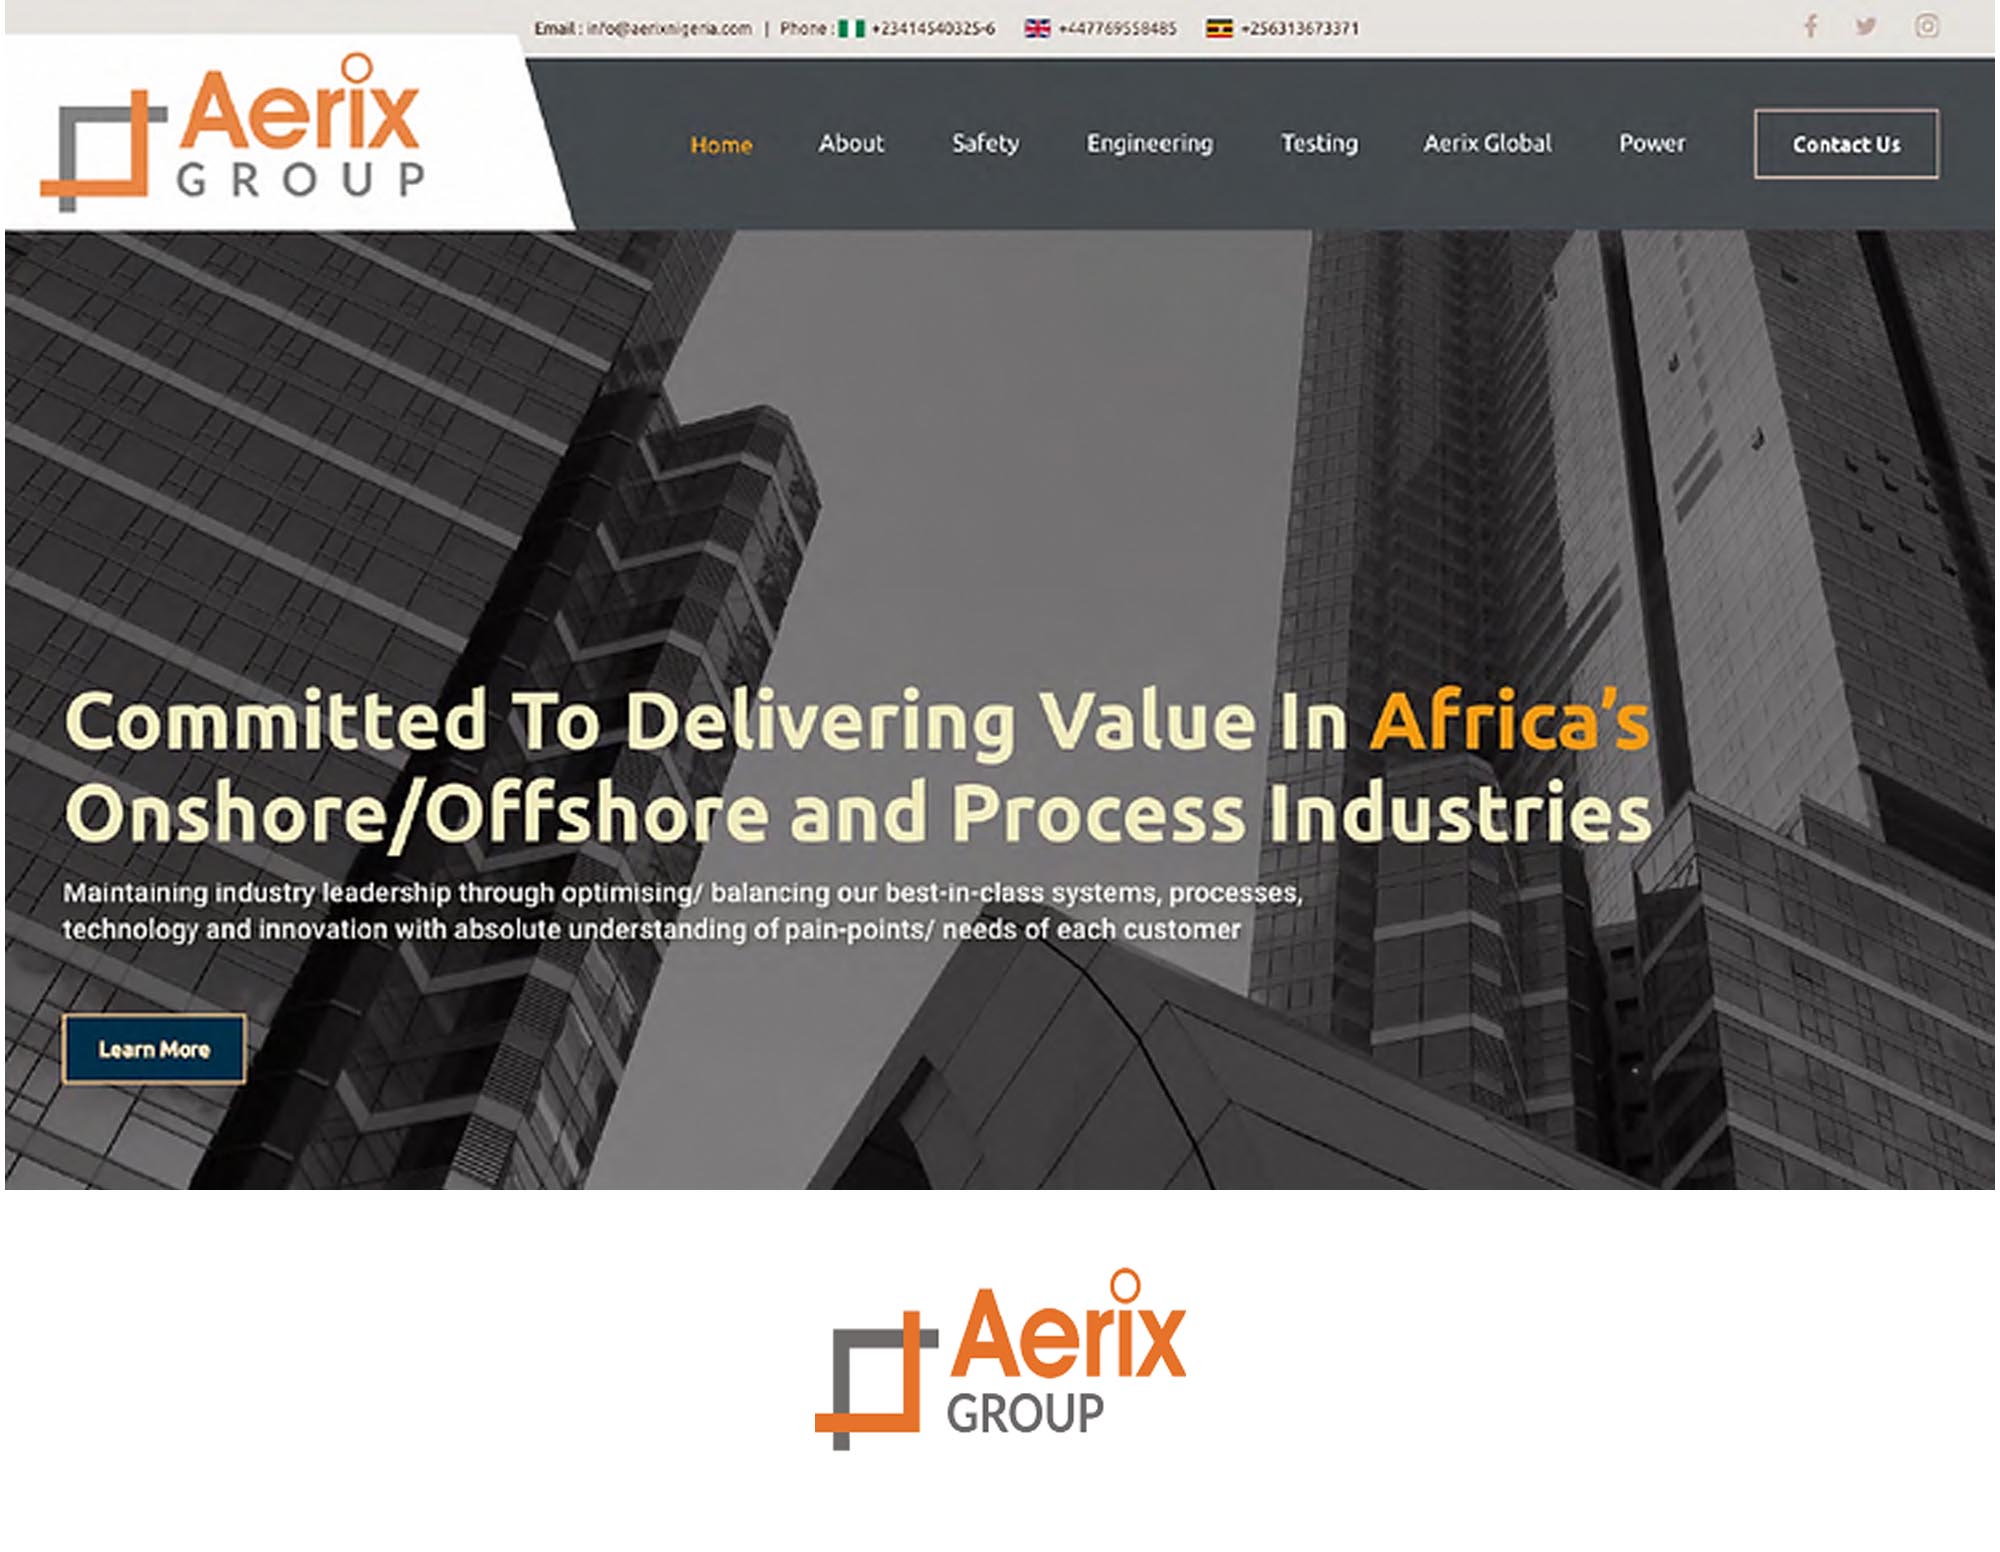 Email : info@aerixnigeria.com | Phone : +23414540325-6 +447769558485 +256313673371
Aerix
GROUP
Home About Safety Engineering Testing Aerix Global Power Contact Us
Committed To Delivering Value In Africa's
Onshore/Offshore and Process Industries
Maintaining industry leadership through optimising/ balancing our best-in-class systems, processes,
technology and innovation with absolute understanding of pain-points/ needs of each customer
Learn More
Aerix
GROUP